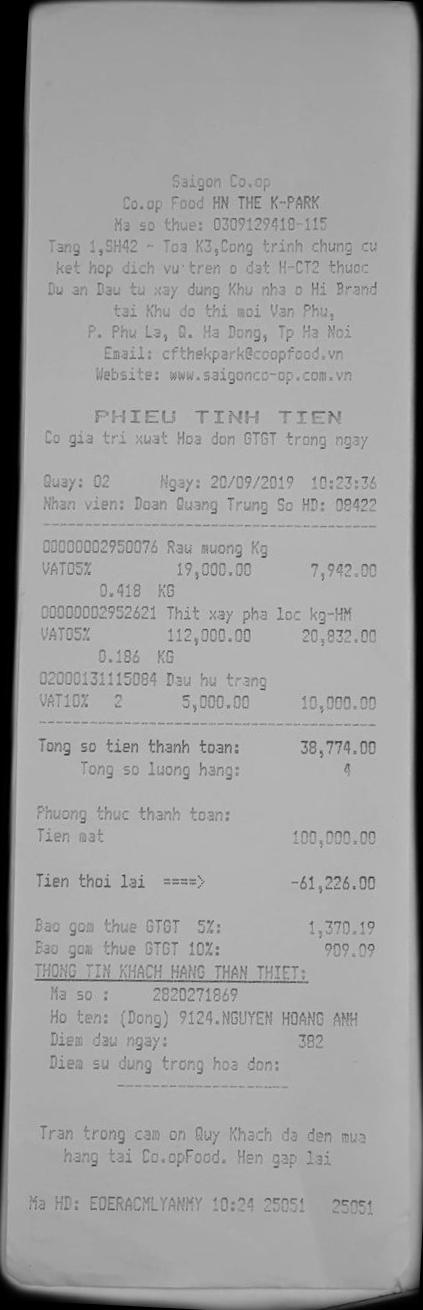 Saigon Co.op
Co.op Food HN THE K-PARK
Ma so thue: 0309129418-115
Tang 1,SH42 - Toa K3,Cong trinh chung cu
ket hop dich vu tren o dat H-CT2 thuoc
Du an Dau tu xay dung Khu nha o Hi Brand
tai Khu do thi moi Van Phu,
P. Phu La, Q. Ha Dong, Tp Ha Noi
Email: cfthekpark@coopfood.vn
Website: www.saigonco-op.com.vn
PHIEU TINH TIEN
Co gia tri xuat Hoa don GTGT trong ngay
Quay: 02 Ngay: 20/09/2019 10:23:36
Nhan vien: Doan Quang Trung So HD: 08422
00000002950076 Rau muong Kg
VAT05% 19,000.00 7,942.00
0.418 KG
00000002952621 Thit xay pha loc kg-HM
VAT05% 112,000.00 20,832.00
0.186 KG
02000131115084 Dau hu trang
VAT10% 2 5,000.00 10,000.00
Tong so tien thanh toan: 38,774.00
Tong so luong hang: 4
Phuong thuc thanh toan:
Tien mat 100,000.00
Tien thoi lai ====> -61,226.00
Bao gom thue GTGT 5%: 1,370.19
Bao gom thue GTGT 10%: 909.09
THONG TIN KHACH HANG THAN THIET:
Ma so : 2820271869
Ho ten: (Dong) 9124.NGUYEN HOANG ANH
Diem dau ngay: 382
Diem su dung trong hoa don:
Tran trong cam on Quy Khach da den mua
hang tai Co.opFood. Hen gap lai
Ma HD: EOERACMLYANMY 10:24 25051 25051